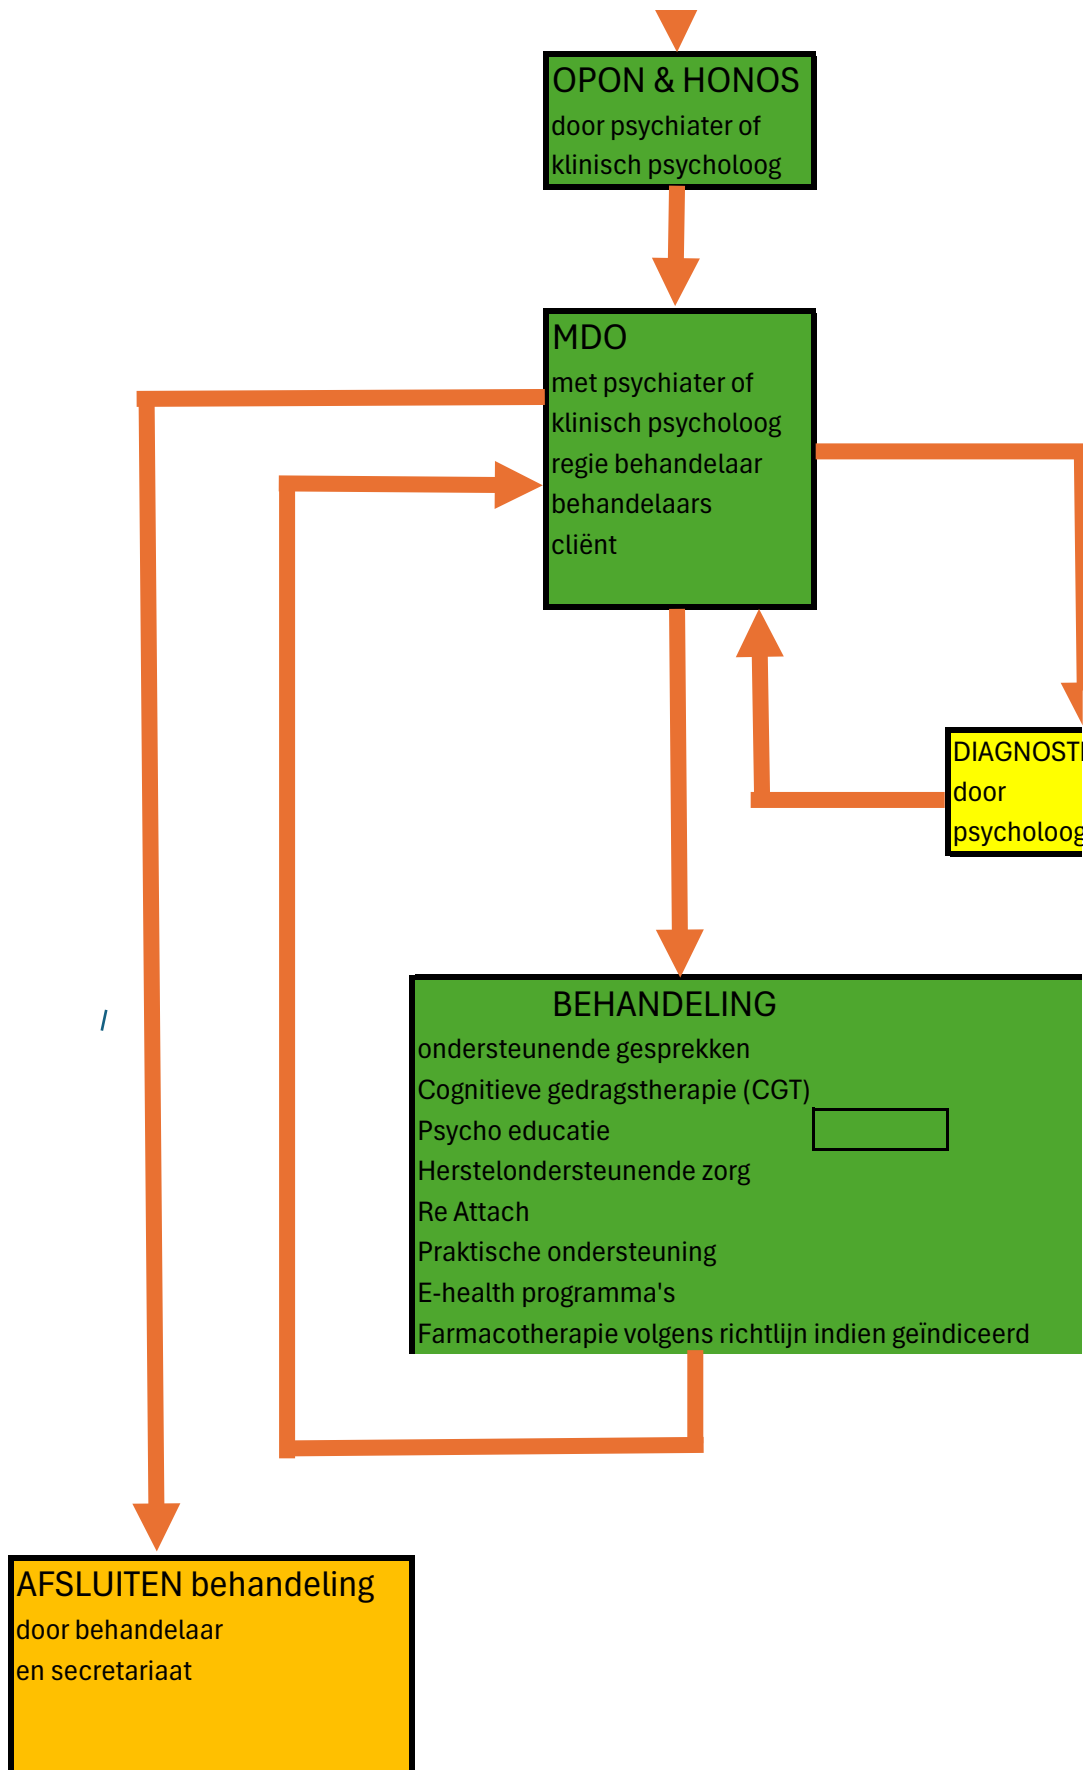 OPON & HONOS
door psychiater of
klinisch psycholoog
MDO
met psychiater of
klinisch psycholoog
regie behandelaar
behandelaars
cliënt
door
psycholoog
BEHANDELING
ondersteunende gesprekken
Cognitieve gedragstherapie (CGT)
Psycho educatie
Herstelondersteunende zorg
Re Attach
Praktische ondersteuning
E-health programma's
Farmacotherapie volgens richtlijn indien geïndiceerd
AFSLUITEN behandeling
door behandelaar
en secretariaat